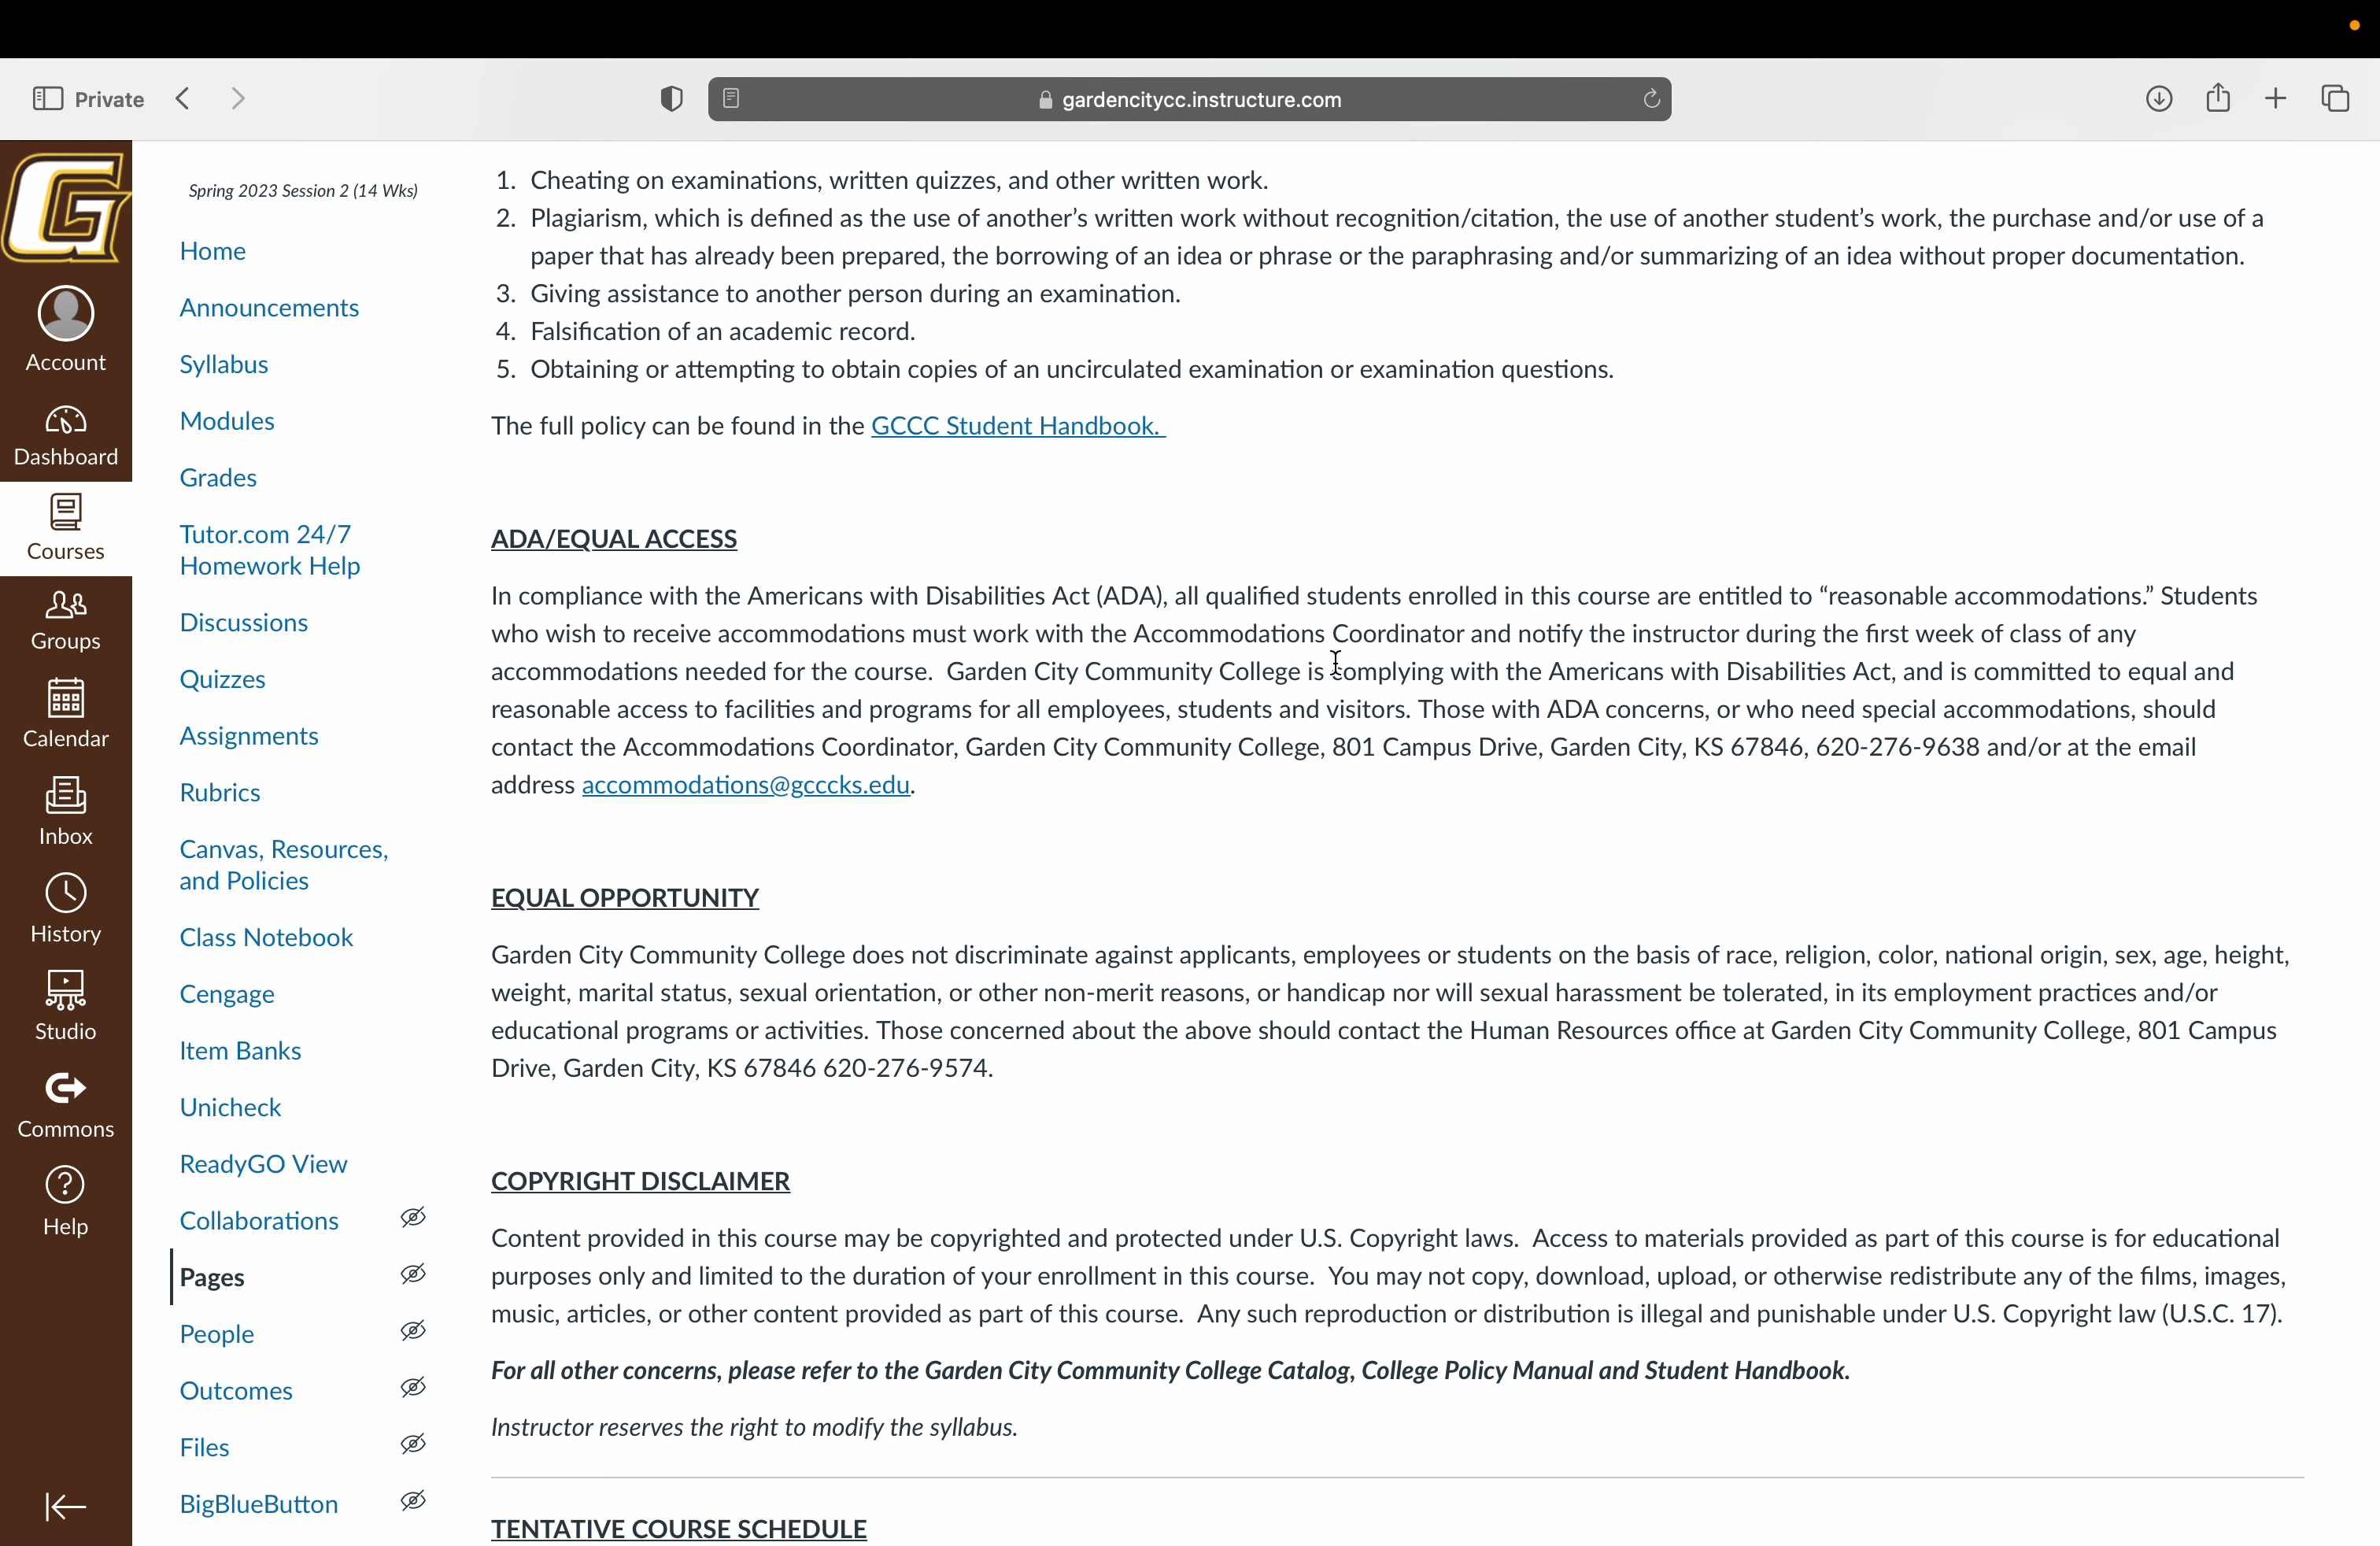 Private
gardencitycc.instructure.com
G
Account
Dashboard
Courses
Groups
Calendar
Inbox
History
Studio
Commons
Help
Spring 2023 Session 2 (14 Wks)
Home
Announcements
Syllabus
Modules
Grades
Tutor.com 24/7
Homework Help
Discussions
Quizzes
Assignments
Rubrics
Canvas, Resources,
and Policies
Class Notebook
Cengage
Item Banks
Unicheck
ReadyGO View
Collaborations
Pages
People
Outcomes
Files
BigBlueButton
1. Cheating on examinations, written quizzes, and other written work.
2. Plagiarism, which is defined as the use of another’s written work without recognition/citation, the use of another student’s work, the purchase and/or use of a
paper that has already been prepared, the borrowing of an idea or phrase or the paraphrasing and/or summarizing of an idea without proper documentation.
3. Giving assistance to another person during an examination.
4. Falsification of an academic record.
5. Obtaining or attempting to obtain copies of an uncirculated examination or examination questions.
The full policy can be found in the GCCC Student Handbook.
ADA/EQUAL ACCESS
In compliance with the Americans with Disabilities Act (ADA), all qualified students enrolled in this course are entitled to “reasonable accommodations.” Students
who wish to receive accommodations must work with the Accommodations Coordinator and notify the instructor during the first week of class of any
accommodations needed for the course.  Garden City Community College is complying with the Americans with Disabilities Act, and is committed to equal and
reasonable access to facilities and programs for all employees, students and visitors. Those with ADA concerns, or who need special accommodations, should
contact the Accommodations Coordinator, Garden City Community College, 801 Campus Drive, Garden City, KS 67846, 620-276-9638 and/or at the email
address accommodations@gcccks.edu.
EQUAL OPPORTUNITY
Garden City Community College does not discriminate against applicants, employees or students on the basis of race, religion, color, national origin, sex, age, height,
weight, marital status, sexual orientation, or other non-merit reasons, or handicap nor will sexual harassment be tolerated, in its employment practices and/or
educational programs or activities. Those concerned about the above should contact the Human Resources office at Garden City Community College, 801 Campus
Drive, Garden City, KS 67846 620-276-9574.
COPYRIGHT DISCLAIMER
Content provided in this course may be copyrighted and protected under U.S. Copyright laws.  Access to materials provided as part of this course is for educational
purposes only and limited to the duration of your enrollment in this course.  You may not copy, download, upload, or otherwise redistribute any of the films, images,
music, articles, or other content provided as part of this course.  Any such reproduction or distribution is illegal and punishable under U.S. Copyright law (U.S.C. 17).
For all other concerns, please refer to the Garden City Community College Catalog, College Policy Manual and Student Handbook.
Instructor reserves the right to modify the syllabus.
TENTATIVE COURSE SCHEDULE